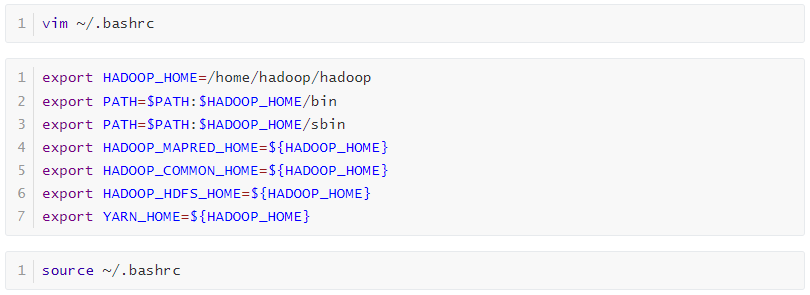 1 vim ~/.bashrc
1 export HADOOP_HOME=/home/hadoop/hadoop
2 export PATH=$PATH:$HADOOP_HOME/bin
3 export PATH=$PATH:$HADOOP_HOME/sbin
4 export HADOOP_MAPRED_HOME=${HADOOP_HOME}
5 export HADOOP_COMMON_HOME=${HADOOP_HOME}
6 export HADOOP_HDFS_HOME=${HADOOP_HOME}
7 export YARN_HOME=${HADOOP_HOME}
1 source ~/.bashrc